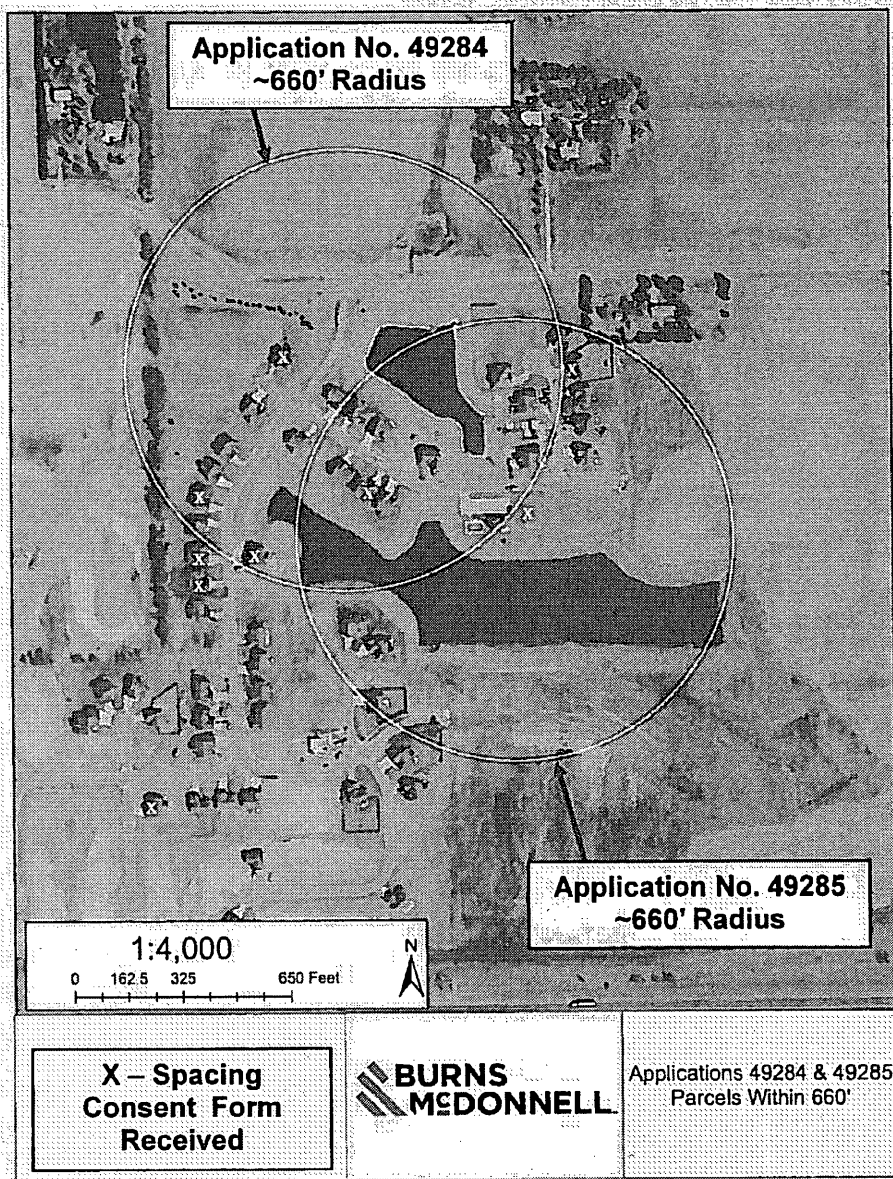 Application No. 49284
~660' Radius
X
X
X
X
X
X
X
X
Application No. 49285
~660' Radius
1:4,000
N
0 162.5 325 650 Feet
X – Spacing
Consent Form
Received
BURNS
MCDONNELL
Applications 49284 & 49285
Parcels Within 660'